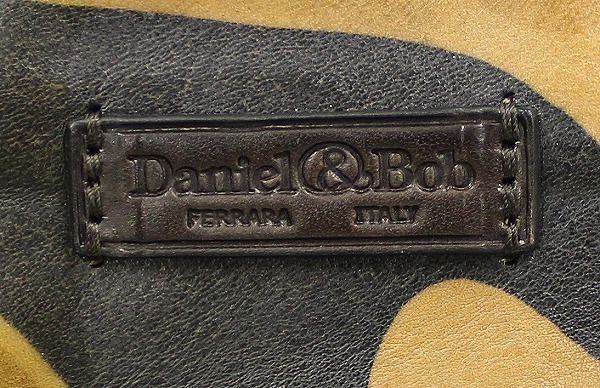 Daniel & Bob
FERRARA ITALY